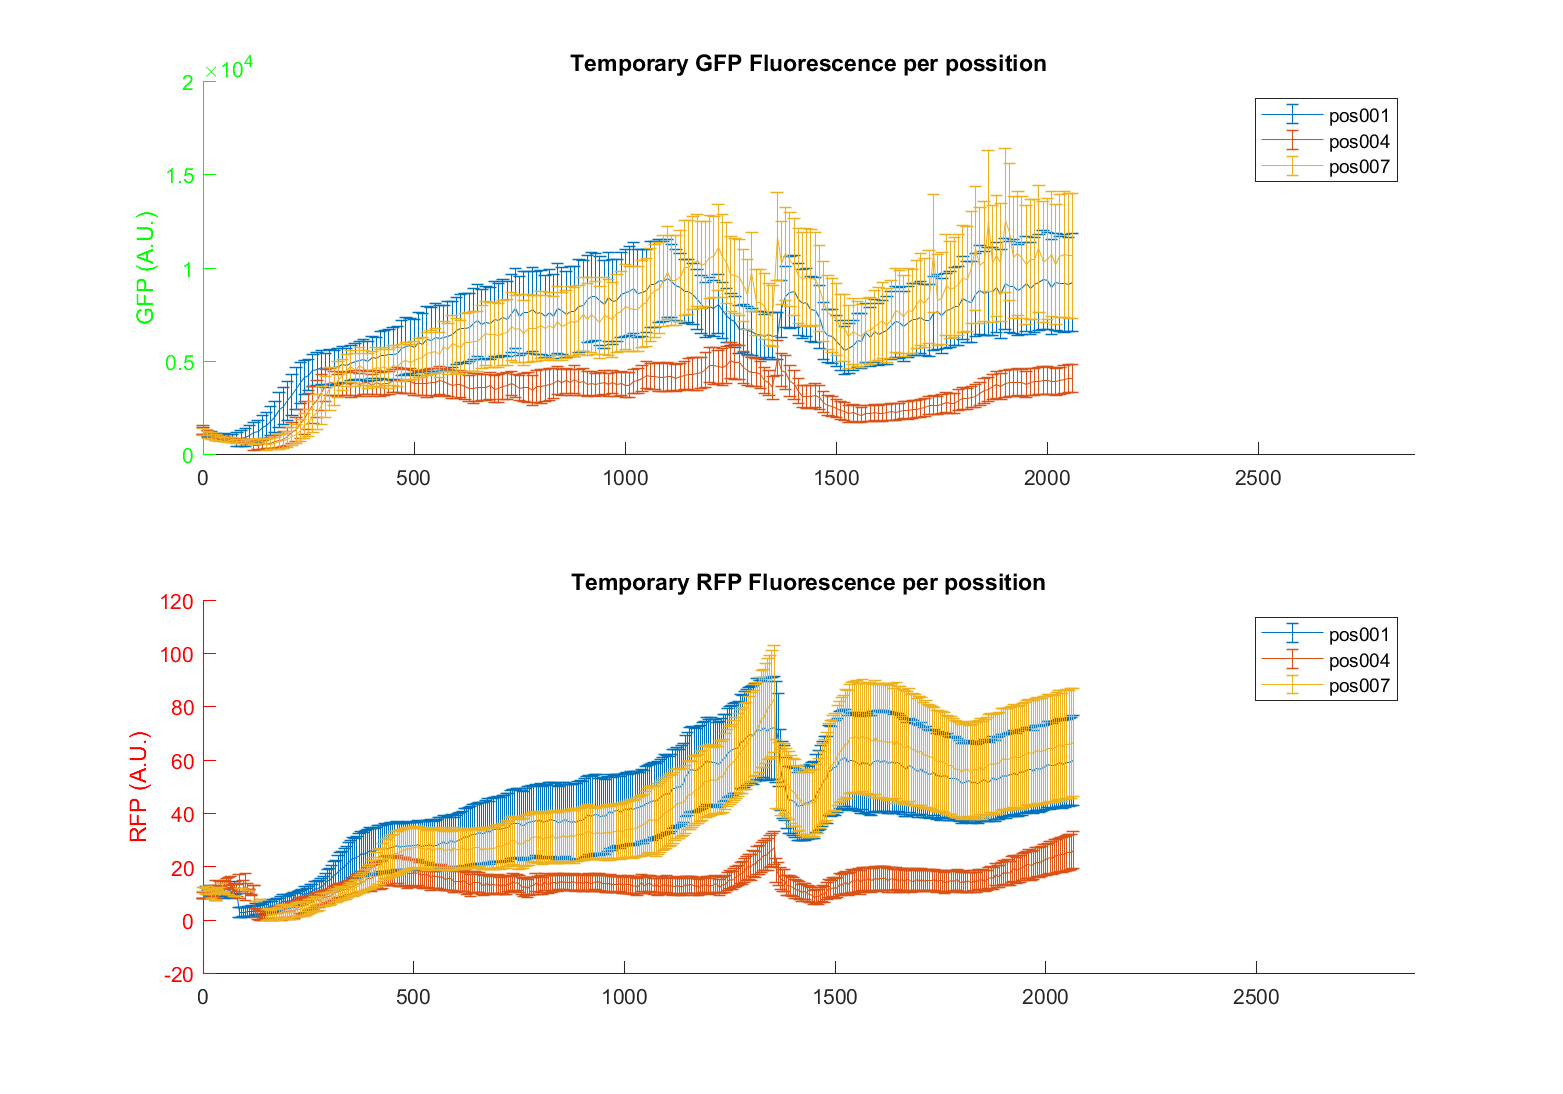 Temporary GFP Fluorescence per possition
×10^4
2
1.5
1
0.5
0
GFP (A.U.)
0 500 1000 1500 2000 2500
pos001
pos004
pos007
Temporary RFP Fluorescence per possition
120
100
80
60
40
20
0
-20
RFP (A.U.)
0 500 1000 1500 2000 2500
pos001
pos004
pos007